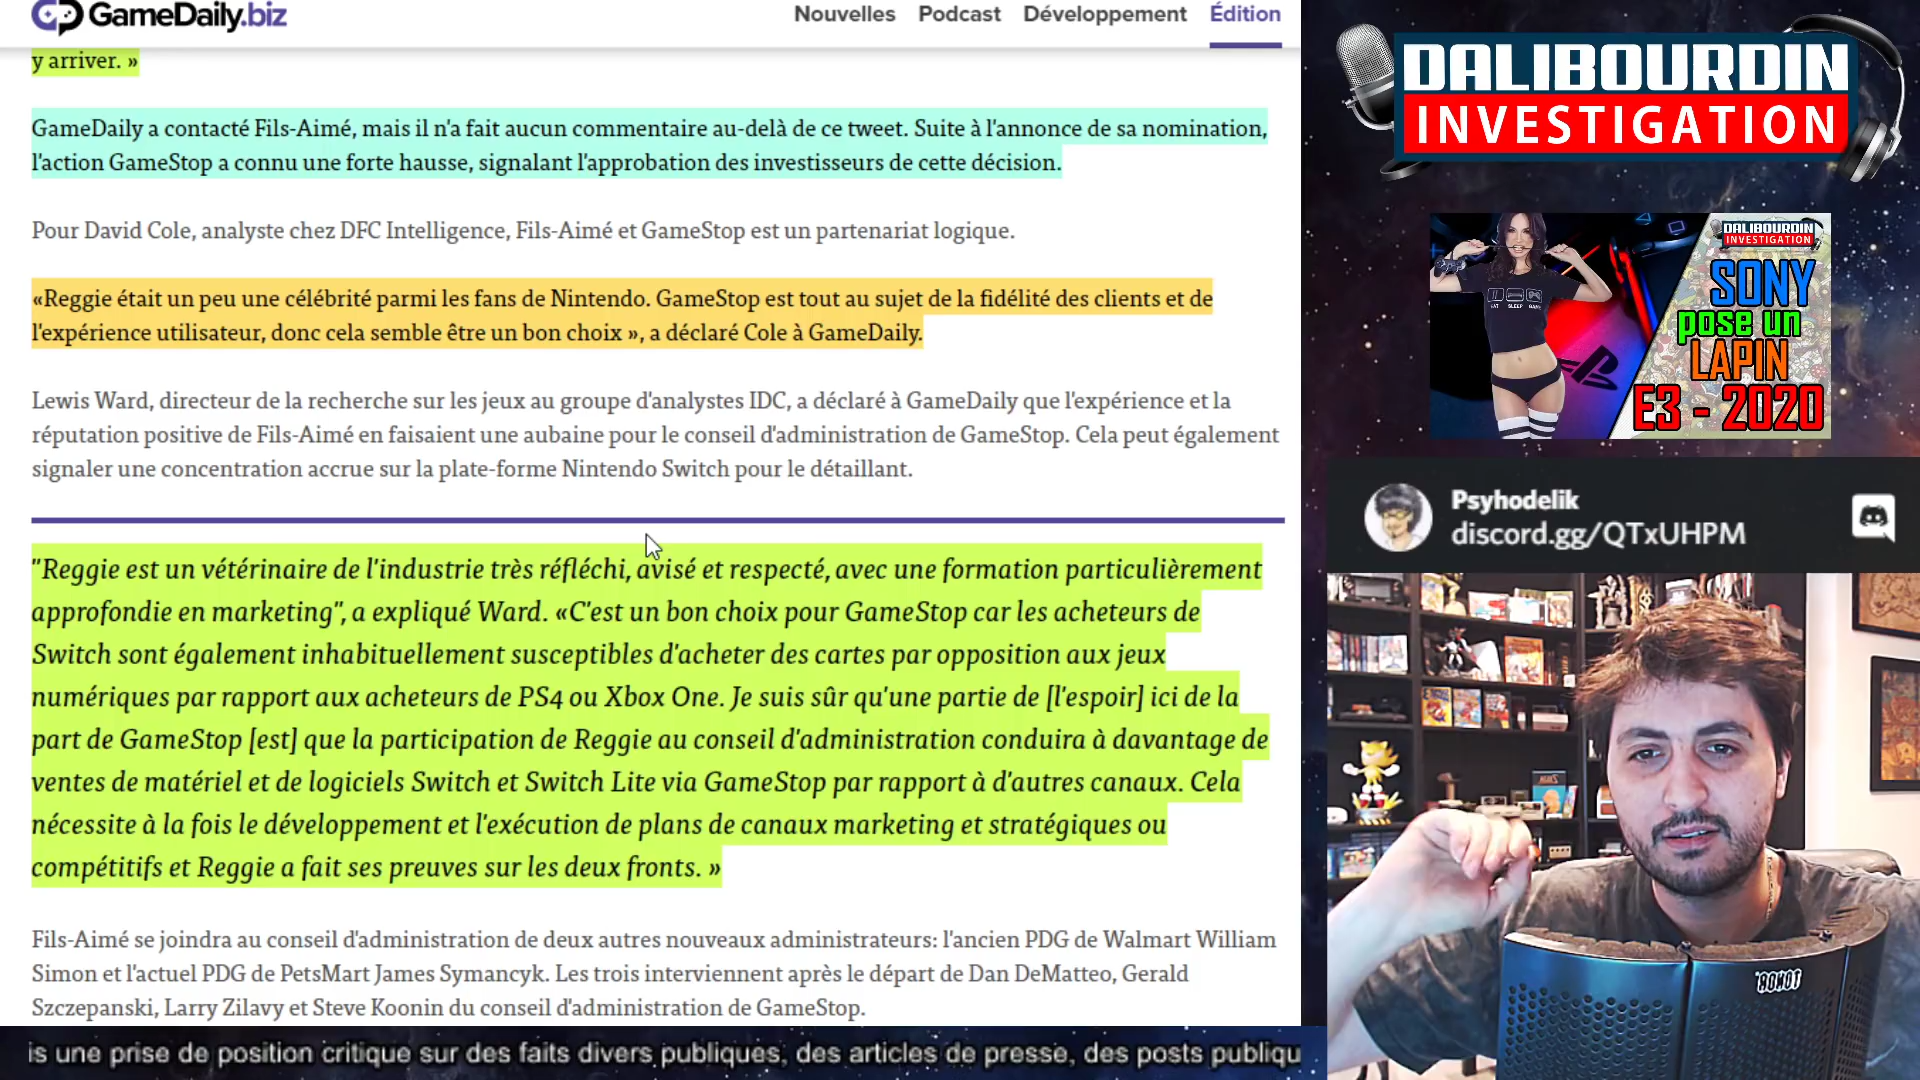 GameDaily.biz
Nouvelles Podcast Développement Édition
y arriver. »
GameDaily a contacté Fils-Aimé, mais il n'a fait aucun commentaire au-delà de ce tweet. Suite à l'annonce de sa nomination,
l'action GameStop a connu une forte hausse, signalant l'approbation des investisseurs de cette décision.
Pour David Cole, analyste chez DFC Intelligence, Fils-Aimé et GameStop est un partenariat logique.
«Reggie était un peu une célébrité parmi les fans de Nintendo. GameStop est tout au sujet de la fidélité des clients et de
l'expérience utilisateur, donc cela semble être un bon choix », a déclaré Cole à GameDaily.
Lewis Ward, directeur de la recherche sur les jeux au groupe d'analystes IDC, a déclaré à GameDaily que l'expérience et la
réputation positive de Fils-Aimé en faisaient une aubaine pour le conseil d'administration de GameStop. Cela peut également
signaler une concentration accrue sur la plate-forme Nintendo Switch pour le détaillant.
"Reggie est un vétérinaire de l'industrie très réfléchi, avisé et respecté, avec une formation particulièrement
approfondie en marketing", a expliqué Ward. «C'est un bon choix pour GameStop car les acheteurs de
Switch sont également inhabituellement susceptibles d'acheter des cartes par opposition aux jeux
numériques par rapport aux acheteurs de PS4 ou Xbox One. Je suis sûr qu'une partie de [l'espoir] ici de la
part de GameStop [est] que la participation de Reggie au conseil d'administration conduira à davantage de
ventes de matériel et de logiciels Switch et Switch Lite via GameStop par rapport à d'autres canaux. Cela
nécessite à la fois le développement et l'exécution de plans de canaux marketing et stratégiques ou
compétitifs et Reggie a fait ses preuves sur les deux fronts. »
Fils-Aimé se joindra au conseil d'administration de deux autres nouveaux administrateurs: l'ancien PDG de Walmart William
Simon et l'actuel PDG de PetsMart James Symancyk. Les trois interviennent après le départ de Dan DeMatteo, Gerald
Szczepanski, Larry Zilavy et Steve Koonin du conseil d'administration de GameStop.
is une prise de position critique sur des faits divers publiques, des articles de presse, des posts publiqu
DALIBOURDIN
INVESTIGATION
DALIBOURDIN
INVESTIGATION
EAT SLEEP GAME
SONY
pose un
LAPIN
E3 - 2020
Psyhodelik
discord.gg/QTxUHPM